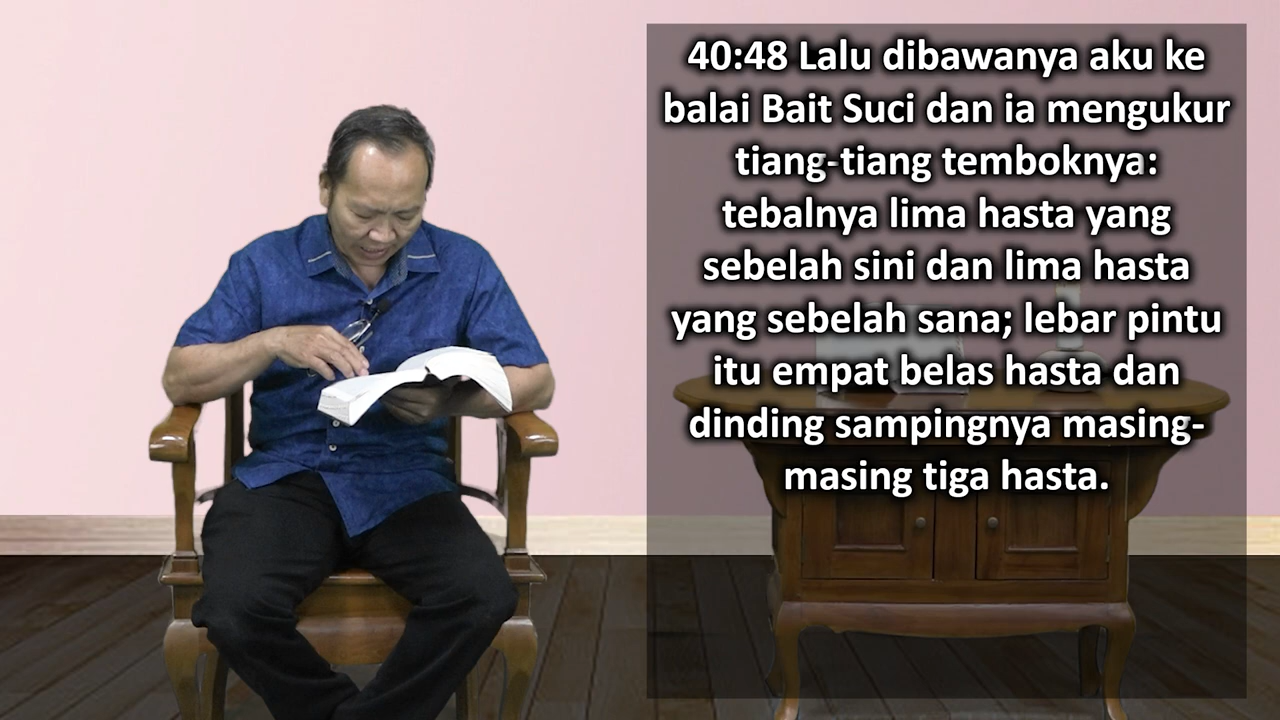 40:48 Lalu dibawanya aku ke
balai Bait Suci dan ia mengukur
tiang-tiang temboknya:
tebalnya lima hasta yang
sebelah sini dan lima hasta
yang sebelah sana; lebar pintu
itu empat belas hasta dan
dinding sampingnya masing-
masing tiga hasta.